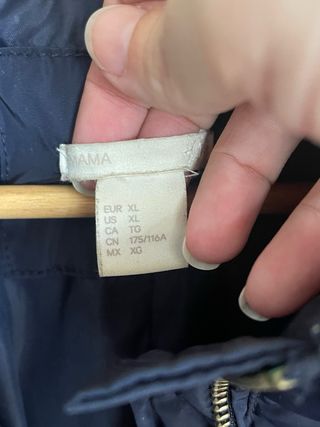 MAMA
EUR XL
US XL
CA TG
CN 175/116A
MX XG